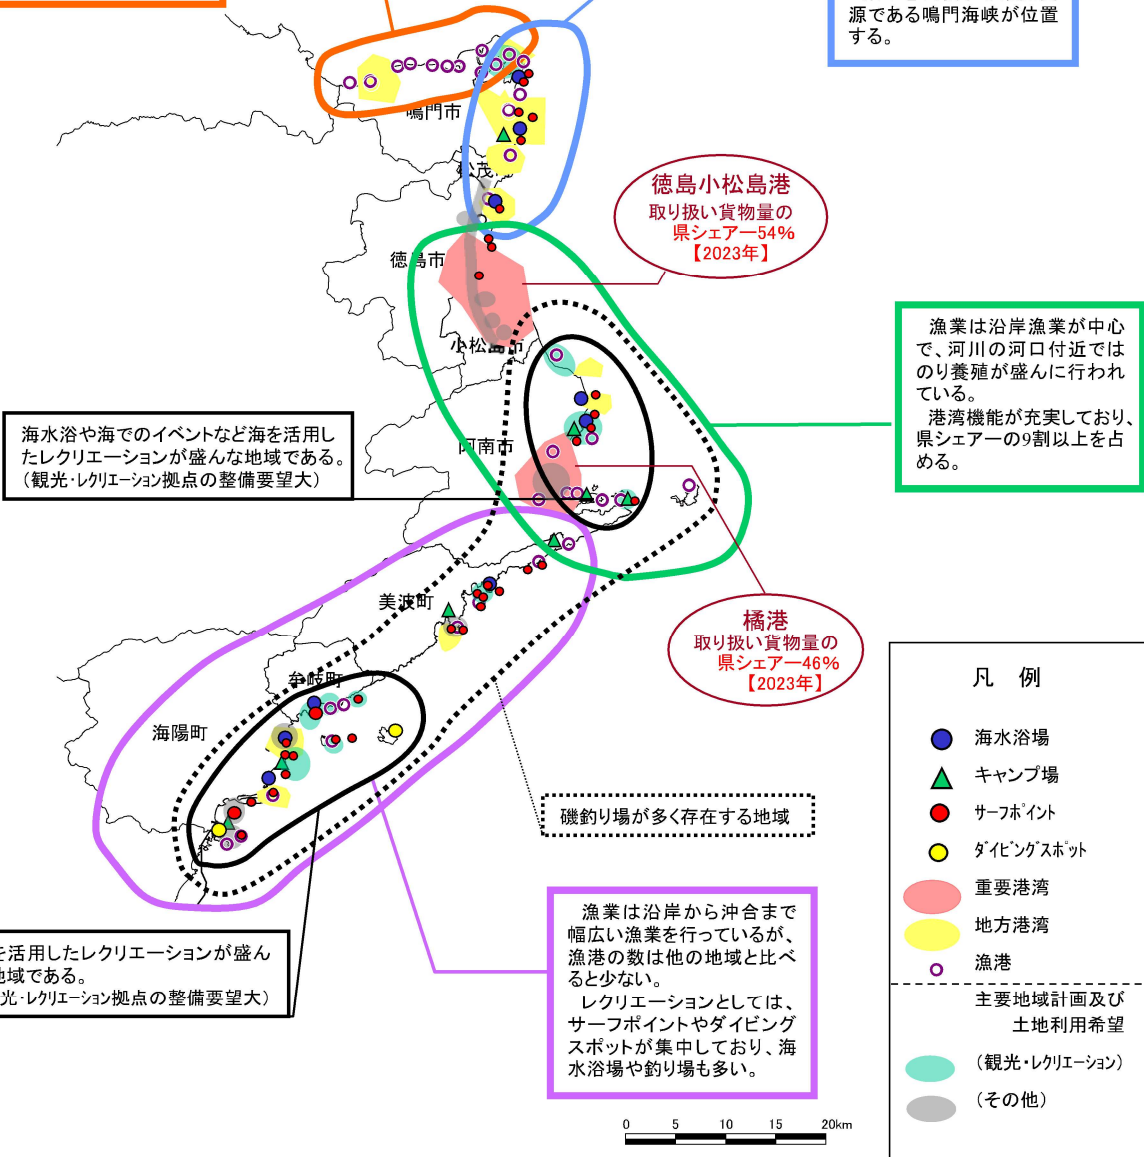 源である鳴門海峡が位置
する。
鳴門市
松茂町
徳島小松島港
取り扱い貨物量の
県シェアー54%
【2023年】
徳島市
小松島市
漁業は沿岸漁業が中心
で、河川の河口付近では
のり養殖が盛んに行われ
ている。
港湾機能が充実しており、
県シェアーの9割以上を占
める。
海水浴や海でのイベントなど海を活用し
たレクリエーションが盛んな地域である。
(観光・レクリエーション拠点の整備要望大)
阿南市
美波町
橘港
取り扱い貨物量の
県シェアー46%
【2023年】
牟岐町
海陽町
磯釣り場が多く存在する地域
を活用したレクリエーションが盛ん
地域である。
光・レクリエーション拠点の整備要望大)
漁業は沿岸から沖合まで
幅広い漁業を行っているが、
漁港の数は他の地域と比べ
ると少ない。
レクリエーションとしては、
サーフポイントやダイビング
スポットが集中しており、海
水浴場や釣り場も多い。
凡 例
海水浴場
キャンプ場
サーフポイント
ダイビングスポット
重要港湾
地方港湾
漁港
主要地域計画及び
土地利用希望
(観光・レクリエーション)
(その他)
0 5 10 15 20km